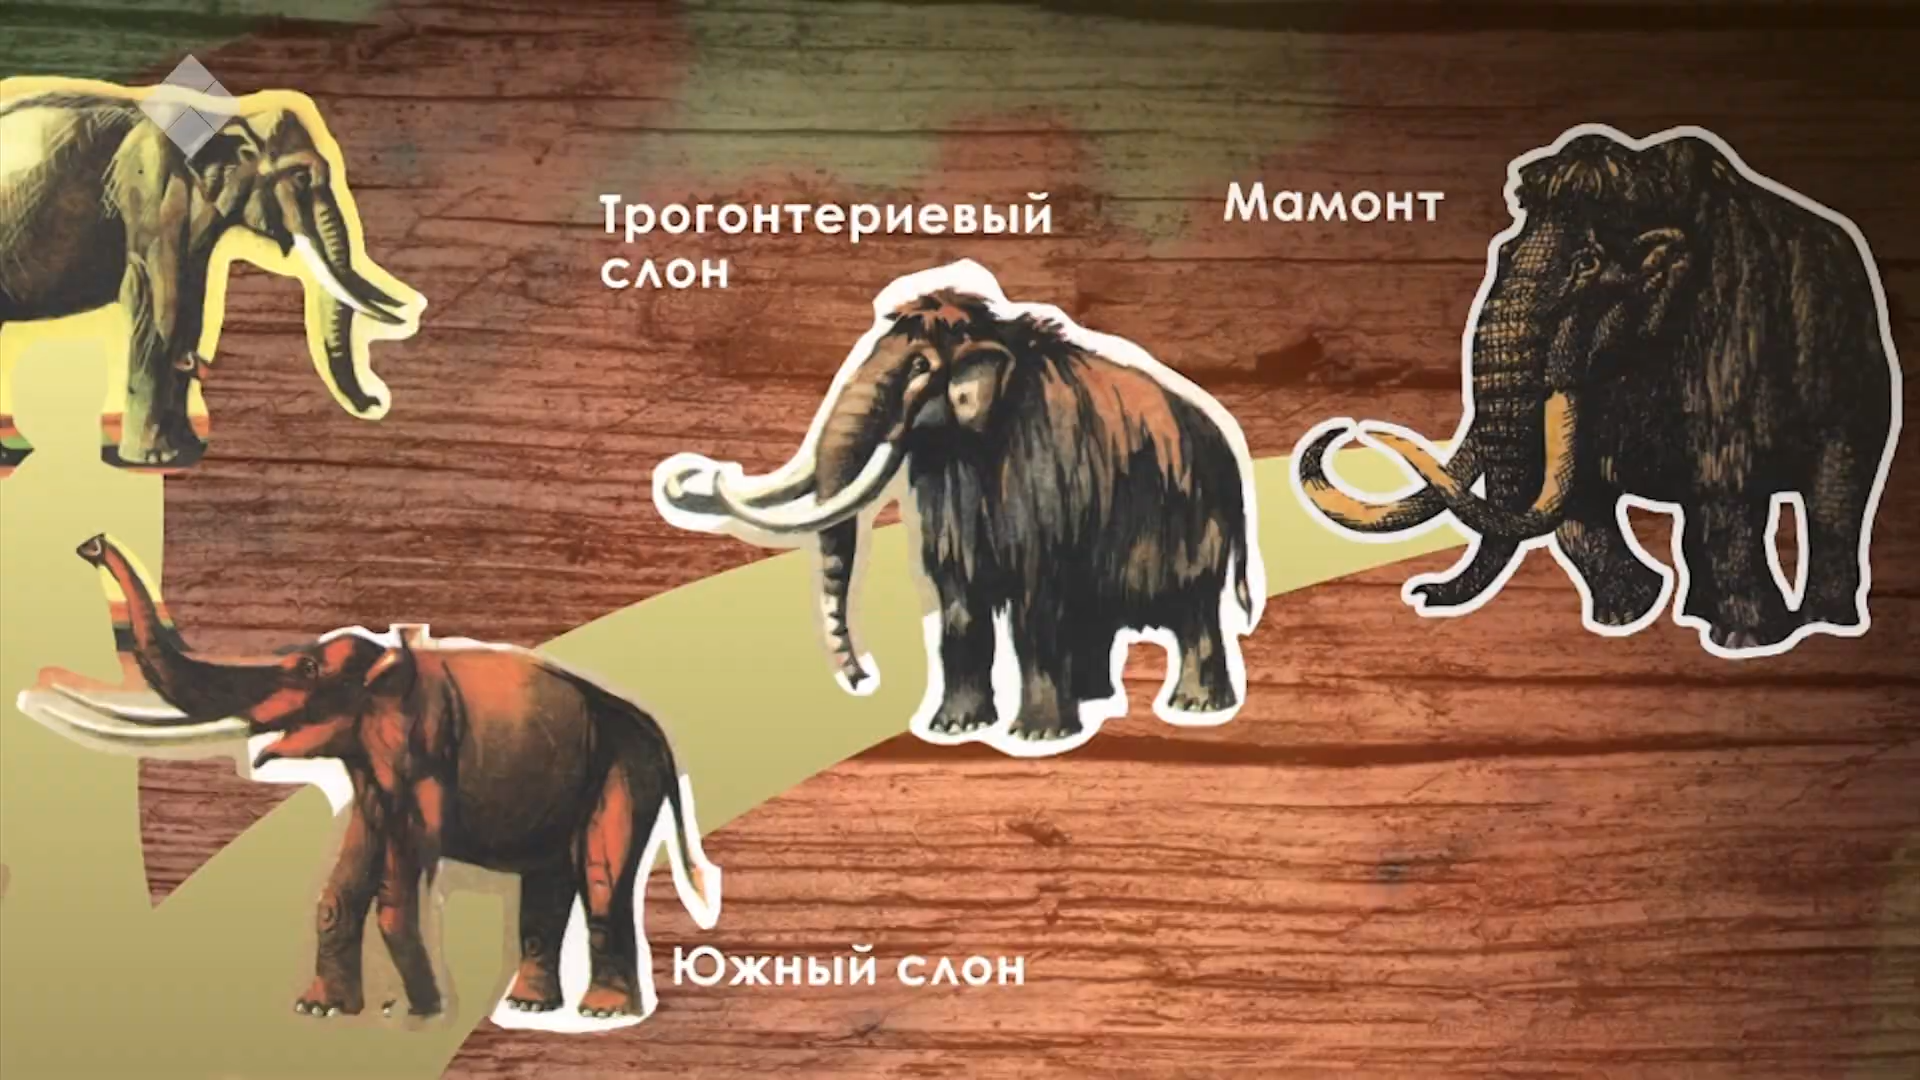 Трогонтериевый
слон
Мамонт
Южный слон